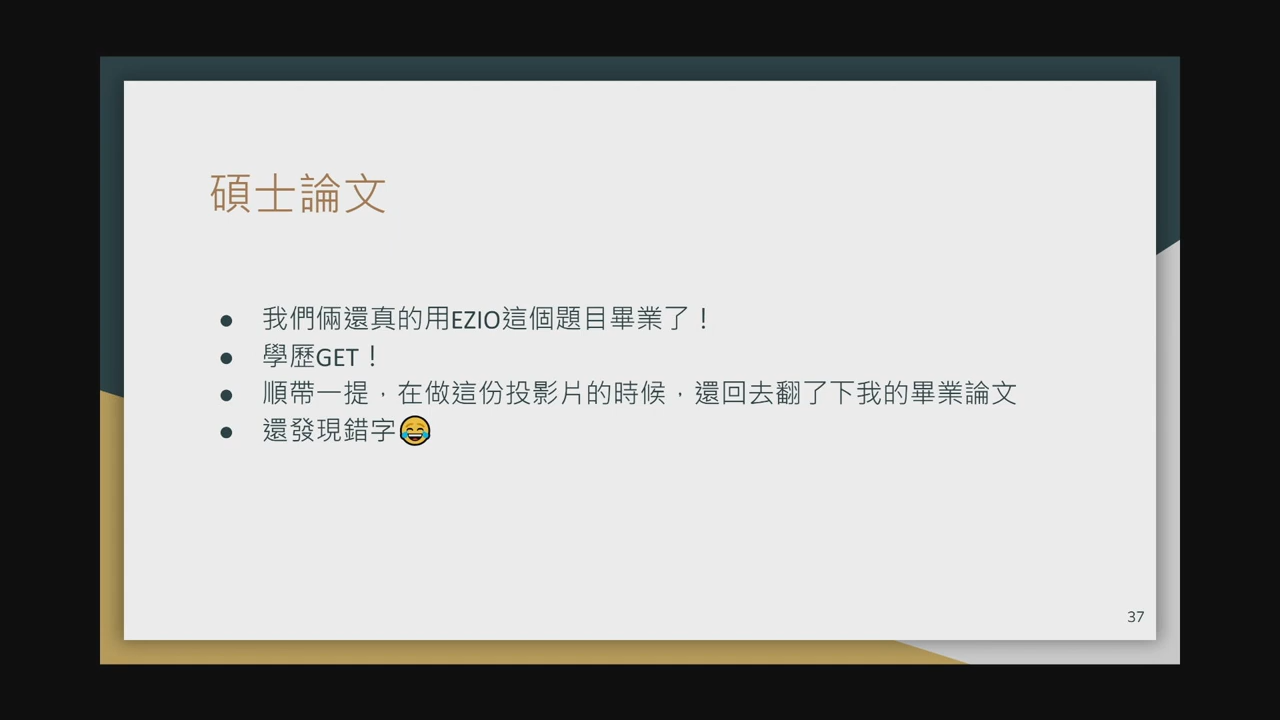 碩士論文
● 我們倆還真的用EZIO這個題目畢業了！
● 學歷GET！
● 順帶一提，在做這份投影片的時候，還回去翻了下我的畢業論文
● 還發現錯字😂
37